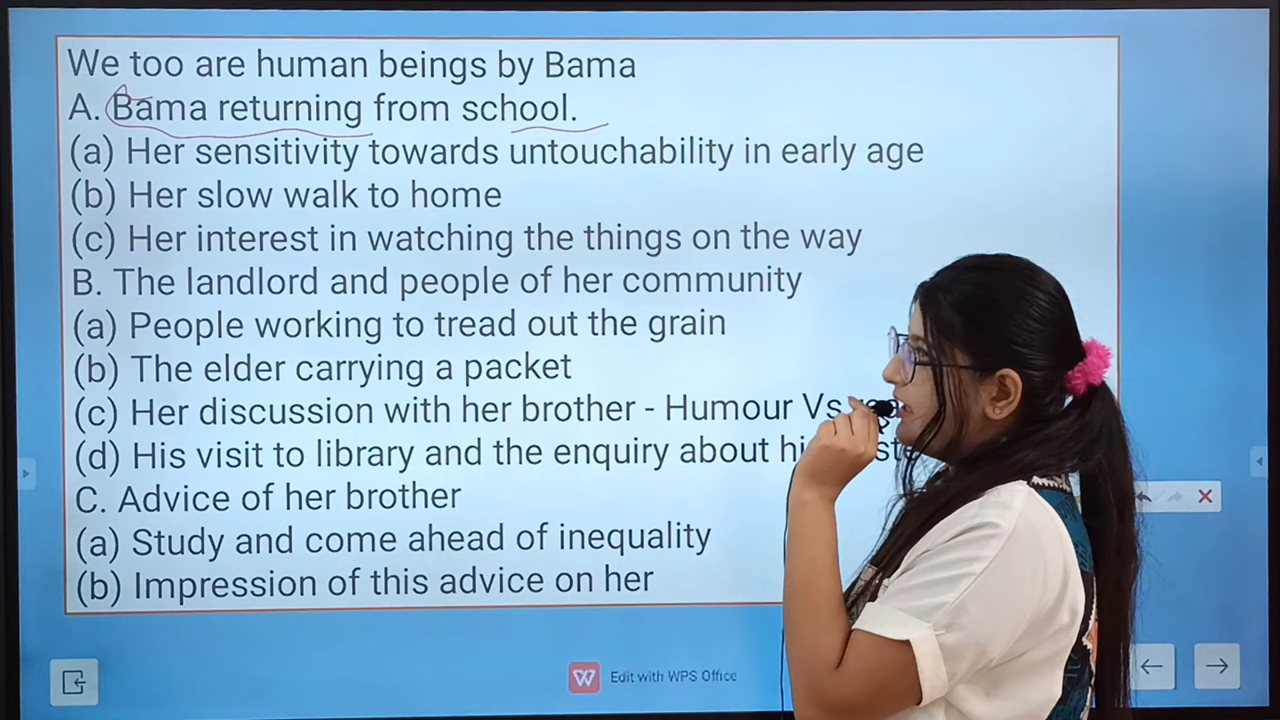 We too are human beings by Bama
A. Bama returning from school.
(a) Her sensitivity towards untouchability in early age
(b) Her slow walk to home
(c) Her interest in watching the things on the way
B. The landlord and people of her community
(a) People working to tread out the grain
(b) The elder carrying a packet
(c) Her discussion with her brother - Humour Vs
(d) His visit to library and the enquiry about
C. Advice of her brother
(a) Study and come ahead of inequality
(b) Impression of this advice on her
Edit with WPS Office